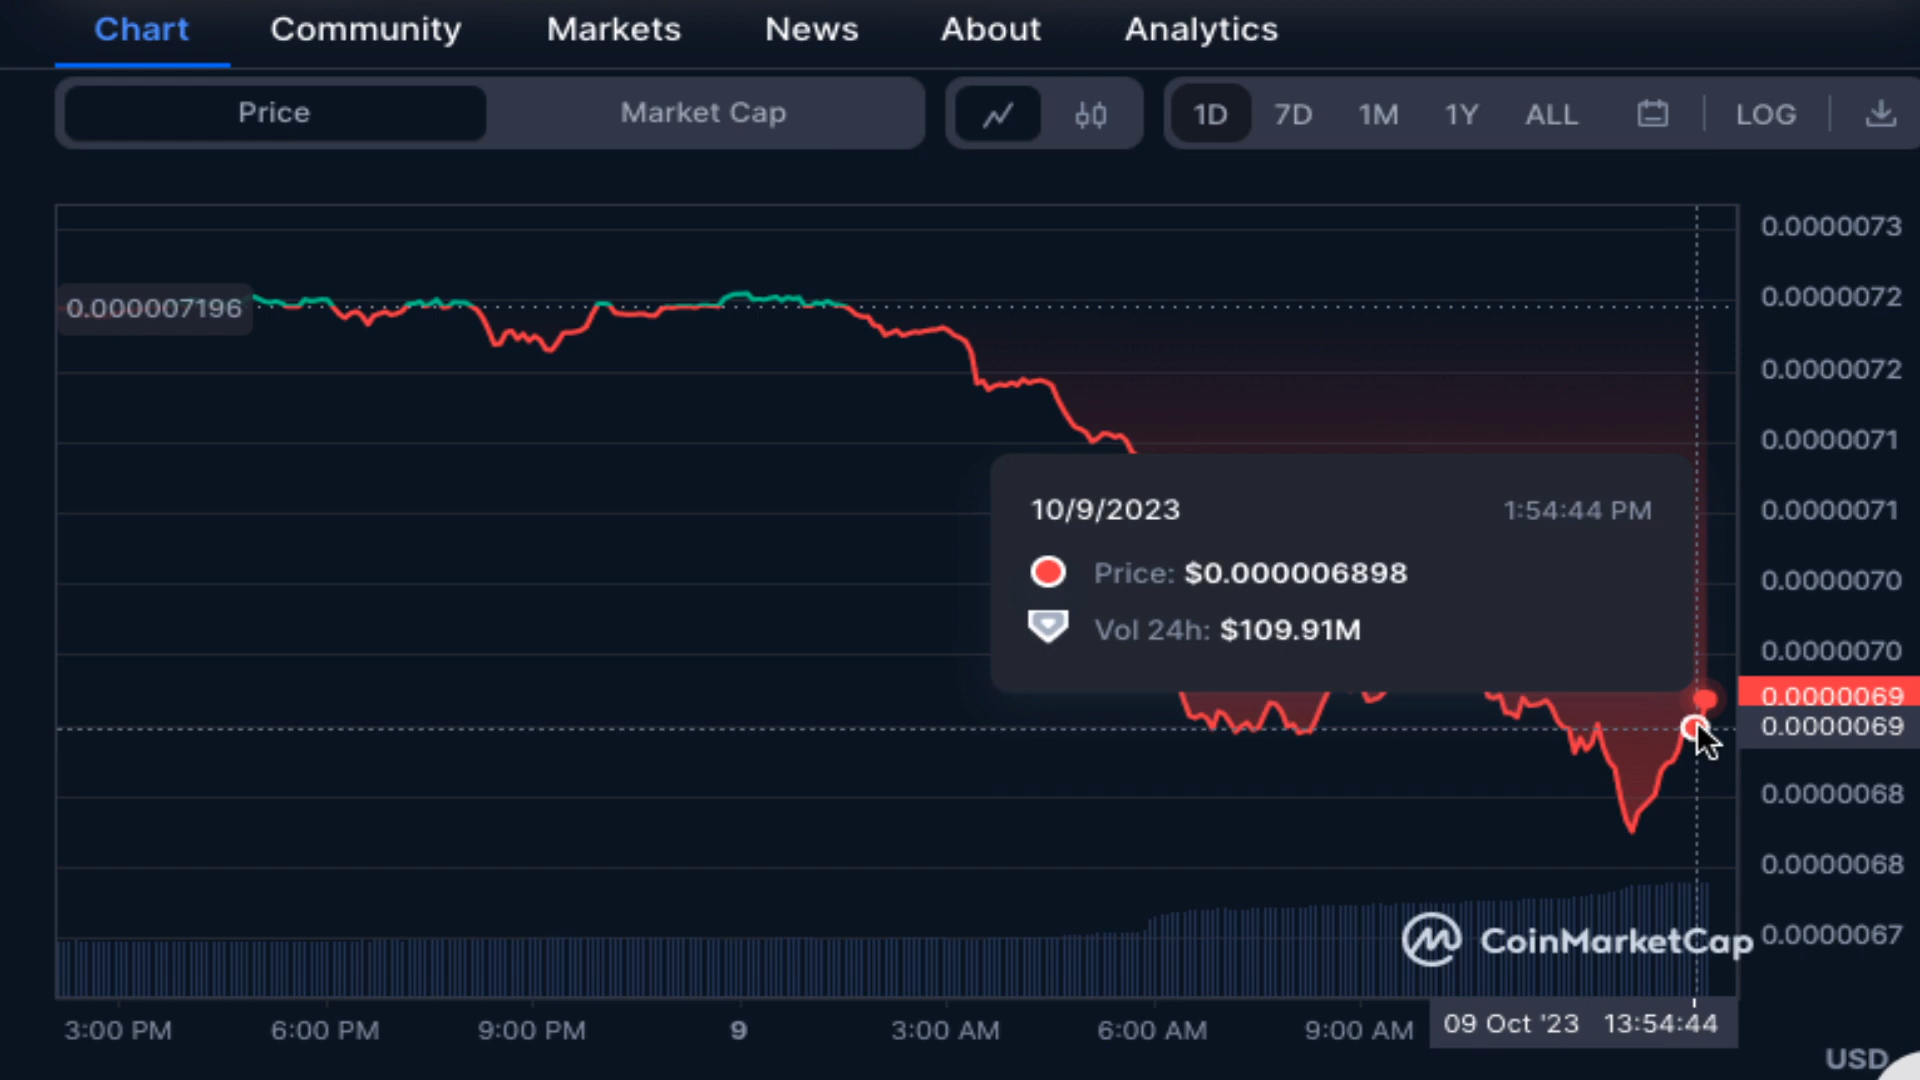 Chart Community Markets News About Analytics
Price Market Cap 1D 7D 1M 1Y ALL LOG
0.0000073
0.0000072
0.000007196
0.0000072
0.0000071
10/9/2023 1:54:44 PM
0.0000071
Price: $0.000006898
0.0000070
Vol 24h: $109.91M
0.0000070
0.0000069
0.0000069
0.0000068
0.0000068
0.0000067
CoinMarketCap
3:00 PM 6:00 PM 9:00 PM 9 3:00 AM 6:00 AM 9:00 AM 09 Oct '23 13:54:44
USD